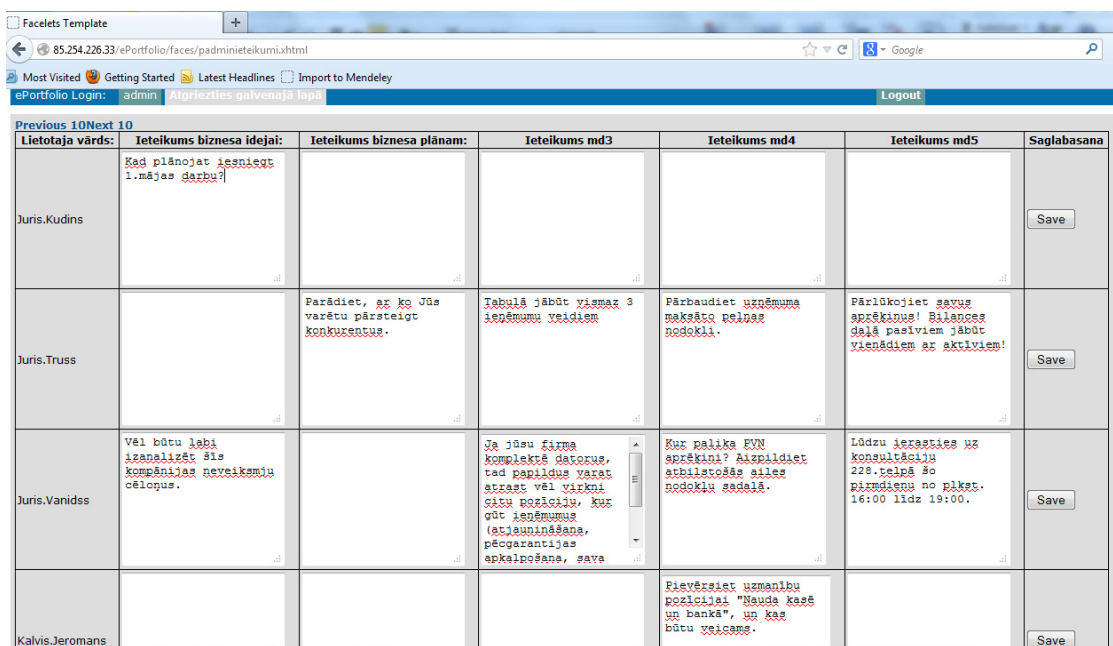 Facelets Template
85.254.226.33/ePortfolio/faces/padminieteikumi.xhtml
Google
Most Visited Getting Started Latest Headlines Import to Mendeley
ePortfolio Login: admin Atgriezties galvenajā lapā Logout
Previous 10Next 10
Lietotaja vārds: Ieteikums biznesa idejai: Ieteikums biznesa plānam: Ieteikums md3 Ieteikums md4 Ieteikums md5 Saglabasana
Juris.Kudins
Kad plānojat iesniegt
1.mājas darbu?
Save
Juris.Truss
Parādiet, ar ko Jūs
varētu pārsteigt
konkurentus.
Tabulā jābūt vismaz 3
ieņēmumu veidiem
Pārbaudiet uzņēmuma
maksāto peļņas
nodokli.
Pārlūkojiet savus
aprēķinus! Bilances
daļā pasīviem jābūt
vienādiem ar aktīviem!
Save
Juris.Vanidss
Vēl būtu labi
izanalizēt šīs
kompānijas neveiksmju
cēloņus.
Ja jūsu firma
komplektē datorus,
tad papildus varat
atrast vēl virkni
citu pozīciju, kur
gūt ieņēmumus
(atjaunināšana,
pēcgarantijas
apkalpošana, sava
Kur palika PVN
aprēķini? Aizpildiet
atbilstošās ailes
nodokļu sadaļā.
Lūdzu ierasties uz
konsultāciju
228.telpā šo
pirmdienu no plkst.
16:00 līdz 19:00.
Save
Kalvis.Jeromans
Pievērsiet uzmanību
pozīcijai "Nauda kasē
un bankā", un kas
būtu veicams.
Save